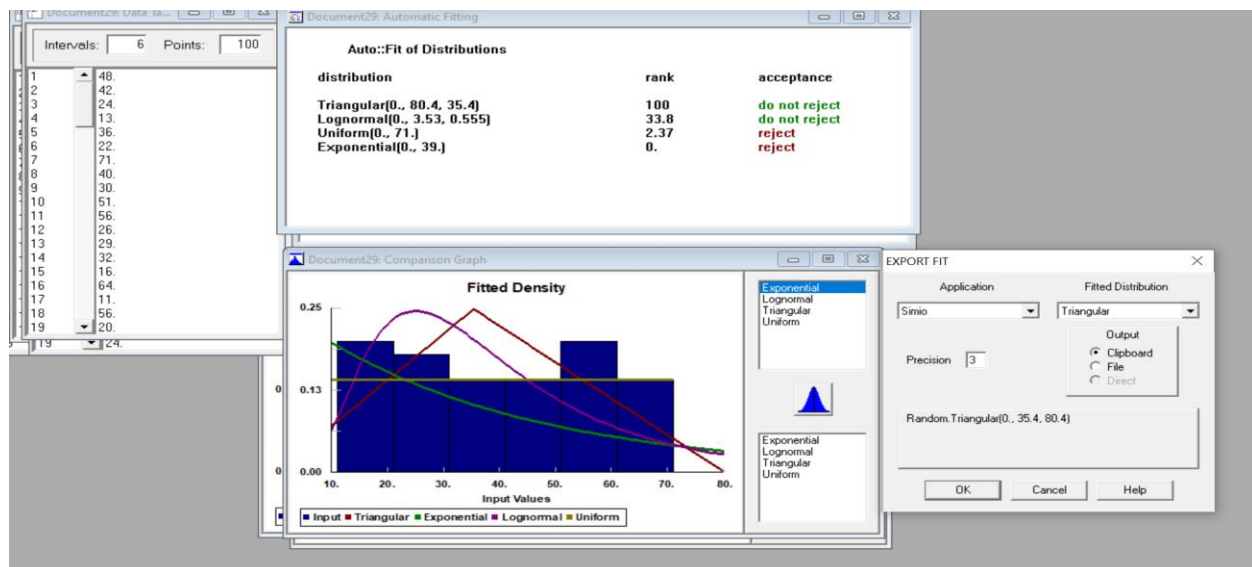 Document29: Data Ta...
Intervals: 6 Points: 100
1 48.
2 42.
3 24.
4 13.
5 36.
6 22.
7 71.
8 40.
9 30.
10 51.
11 56.
12 26.
13 29.
14 32.
15 16.
16 64.
17 11.
18 56.
19 20.
19 24.
Document29: Automatic Fitting
Auto::Fit of Distributions
distribution rank acceptance
Triangular(0., 80.4, 35.4) 100 do not reject
Lognormal(0., 3.53, 0.555) 33.8 do not reject
Uniform(0., 71.) 2.37 reject
Exponential(0., 39.) 0. reject
Document29: Comparison Graph
Fitted Density
0.25
0.13
0.00
10. 20. 30. 40. 50. 60. 70. 80.
Input Values
Input Triangular Exponential Lognormal Uniform
Exponential
Lognormal
Triangular
Uniform
Exponential
Lognormal
Triangular
Uniform
EXPORT FIT
Application Fitted Distribution
Simio Triangular
Output
Precision 3
Clipboard
File
Direct
Random.Triangular(0., 35.4, 80.4)
OK Cancel Help